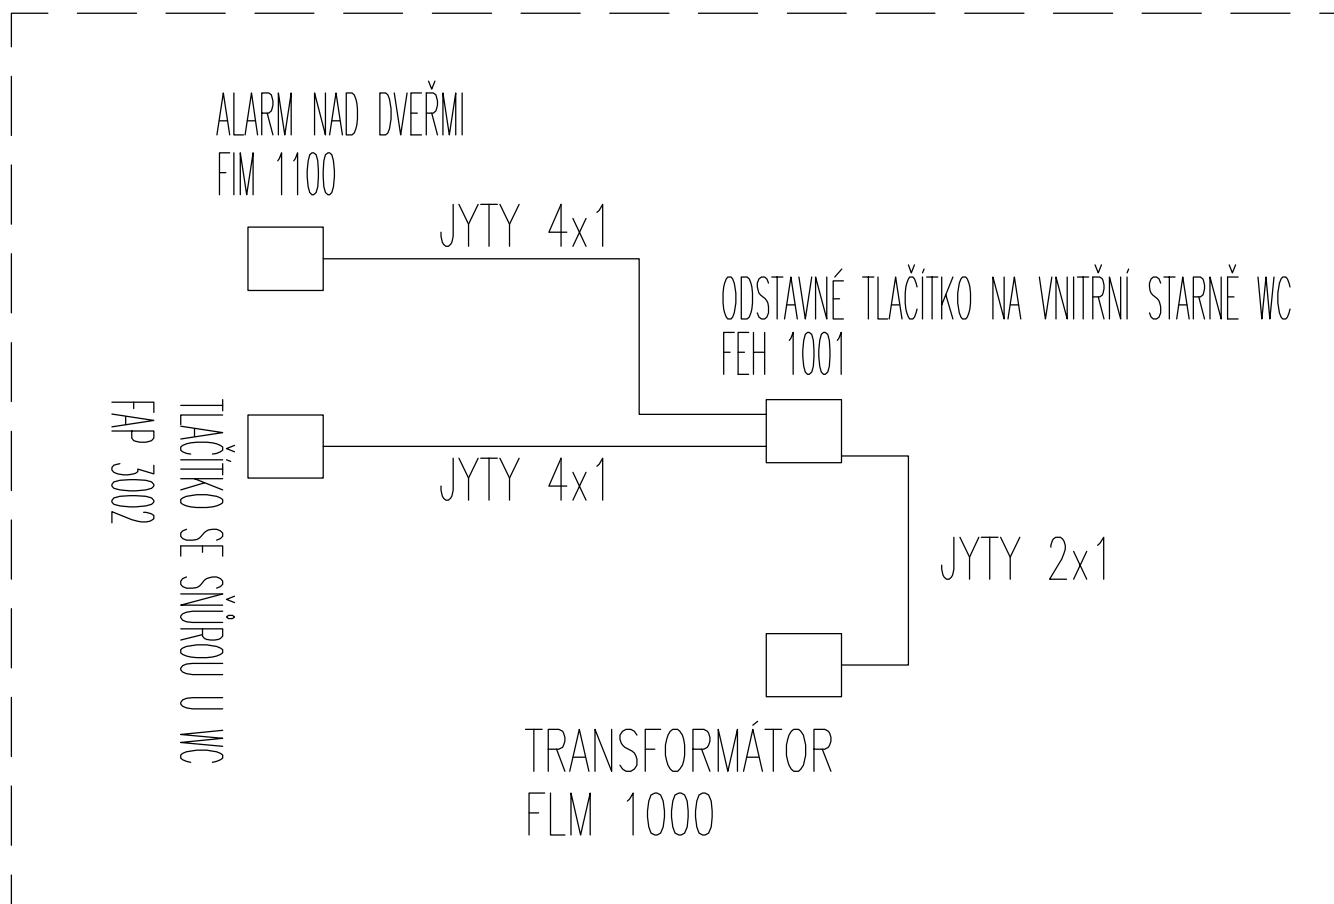 ALARM NAD DVEŘMI
FIM 1100
JYTY 4x1
ODSTAVNÉ TLAČÍTKO NA VNITŘNÍ STARNĚ WC
FEH 1001
TLAČÍTKO SE SŇŮROU U WC
FAP 3002
JYTY 4x1
JYTY 2x1
TRANSFORMÁTOR
FLM 1000